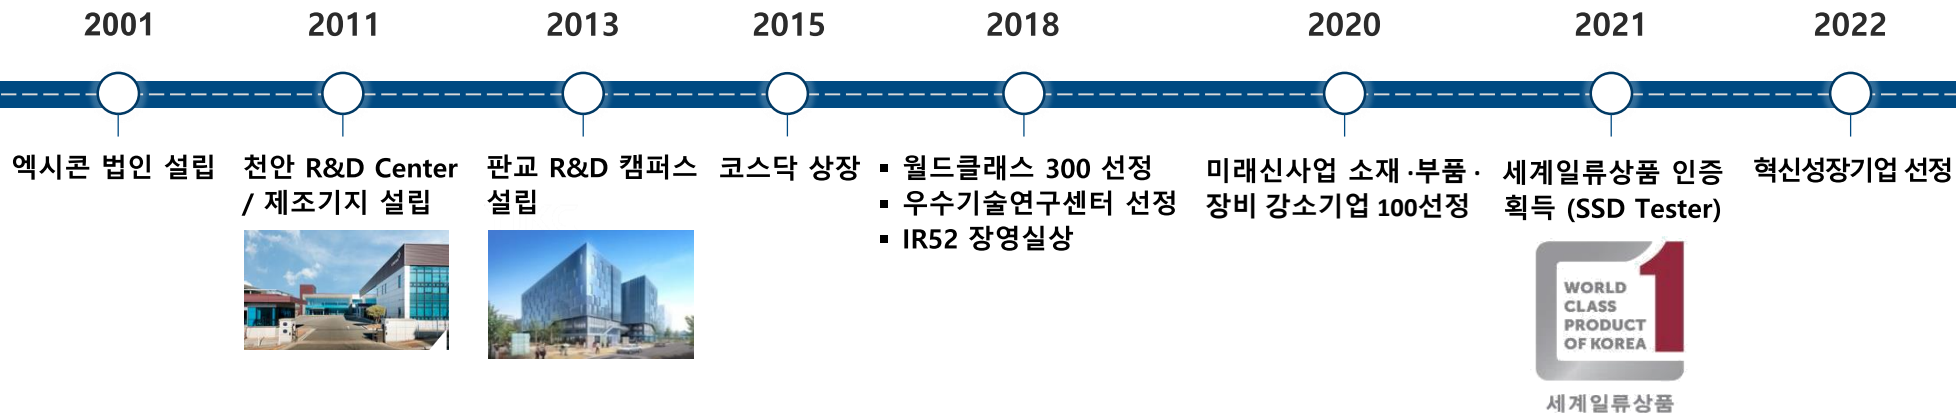 2001
2011
2013
2015
2018
2020
2021
2022
엑시콘 법인 설립
천안 R&D Center
/ 제조기지 설립
판교 R&D 캠퍼스
설립
코스닥 상장
▪ 월드클래스 300 선정
▪ 우수기술연구센터 선정
▪ IR52 장영실상
미래신사업 소재 ·부품 ·
장비 강소기업 100선정
세계일류상품 인증
획득 (SSD Tester)
WORLD
CLASS
PRODUCT
OF KOREA
1
세계일류상품
혁신성장기업 선정